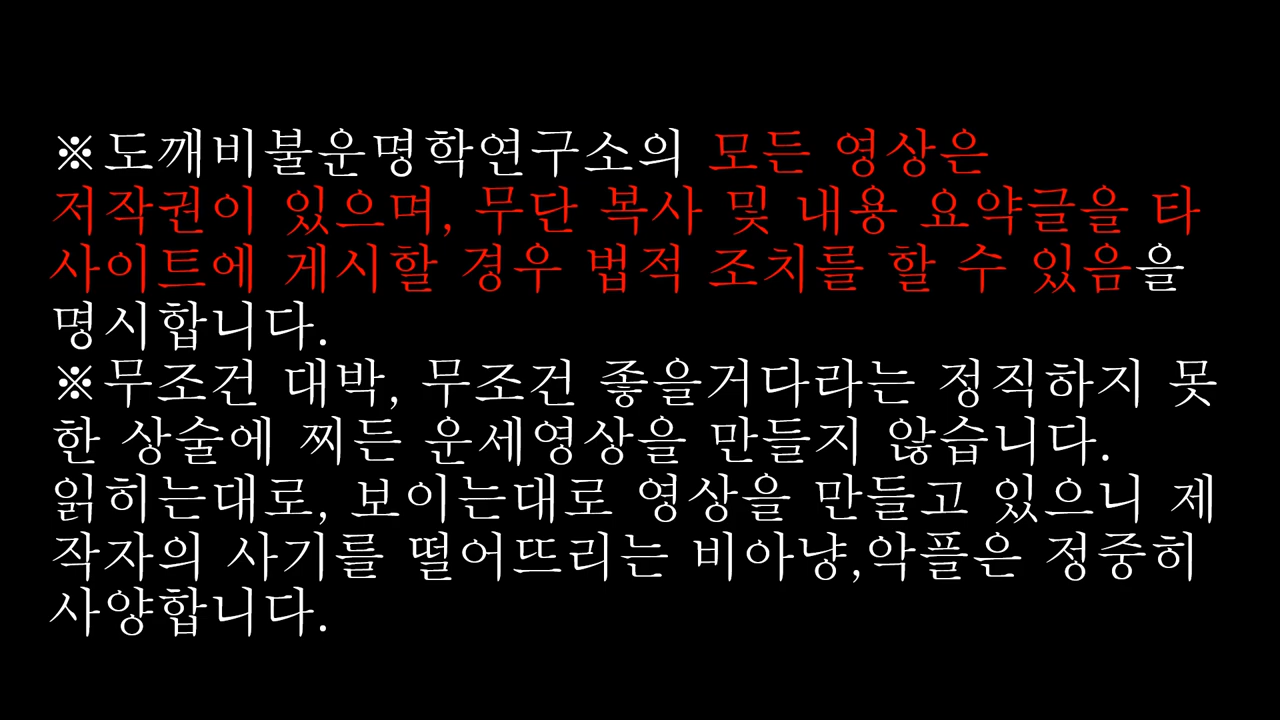 ※도깨비불운명학연구소의 모든 영상은
저작권이 있으며, 무단 복사 및 내용 요약글을 타
사이트에 게시할 경우 법적 조치를 할 수 있음을
명시합니다.
※무조건 대박, 무조건 좋을거다라는 정직하지 못
한 상술에 찌든 운세영상을 만들지 않습니다.
읽히는대로, 보이는대로 영상을 만들고 있으니 제
작자의 사기를 떨어뜨리는 비아냥,악플은 정중히
사양합니다.